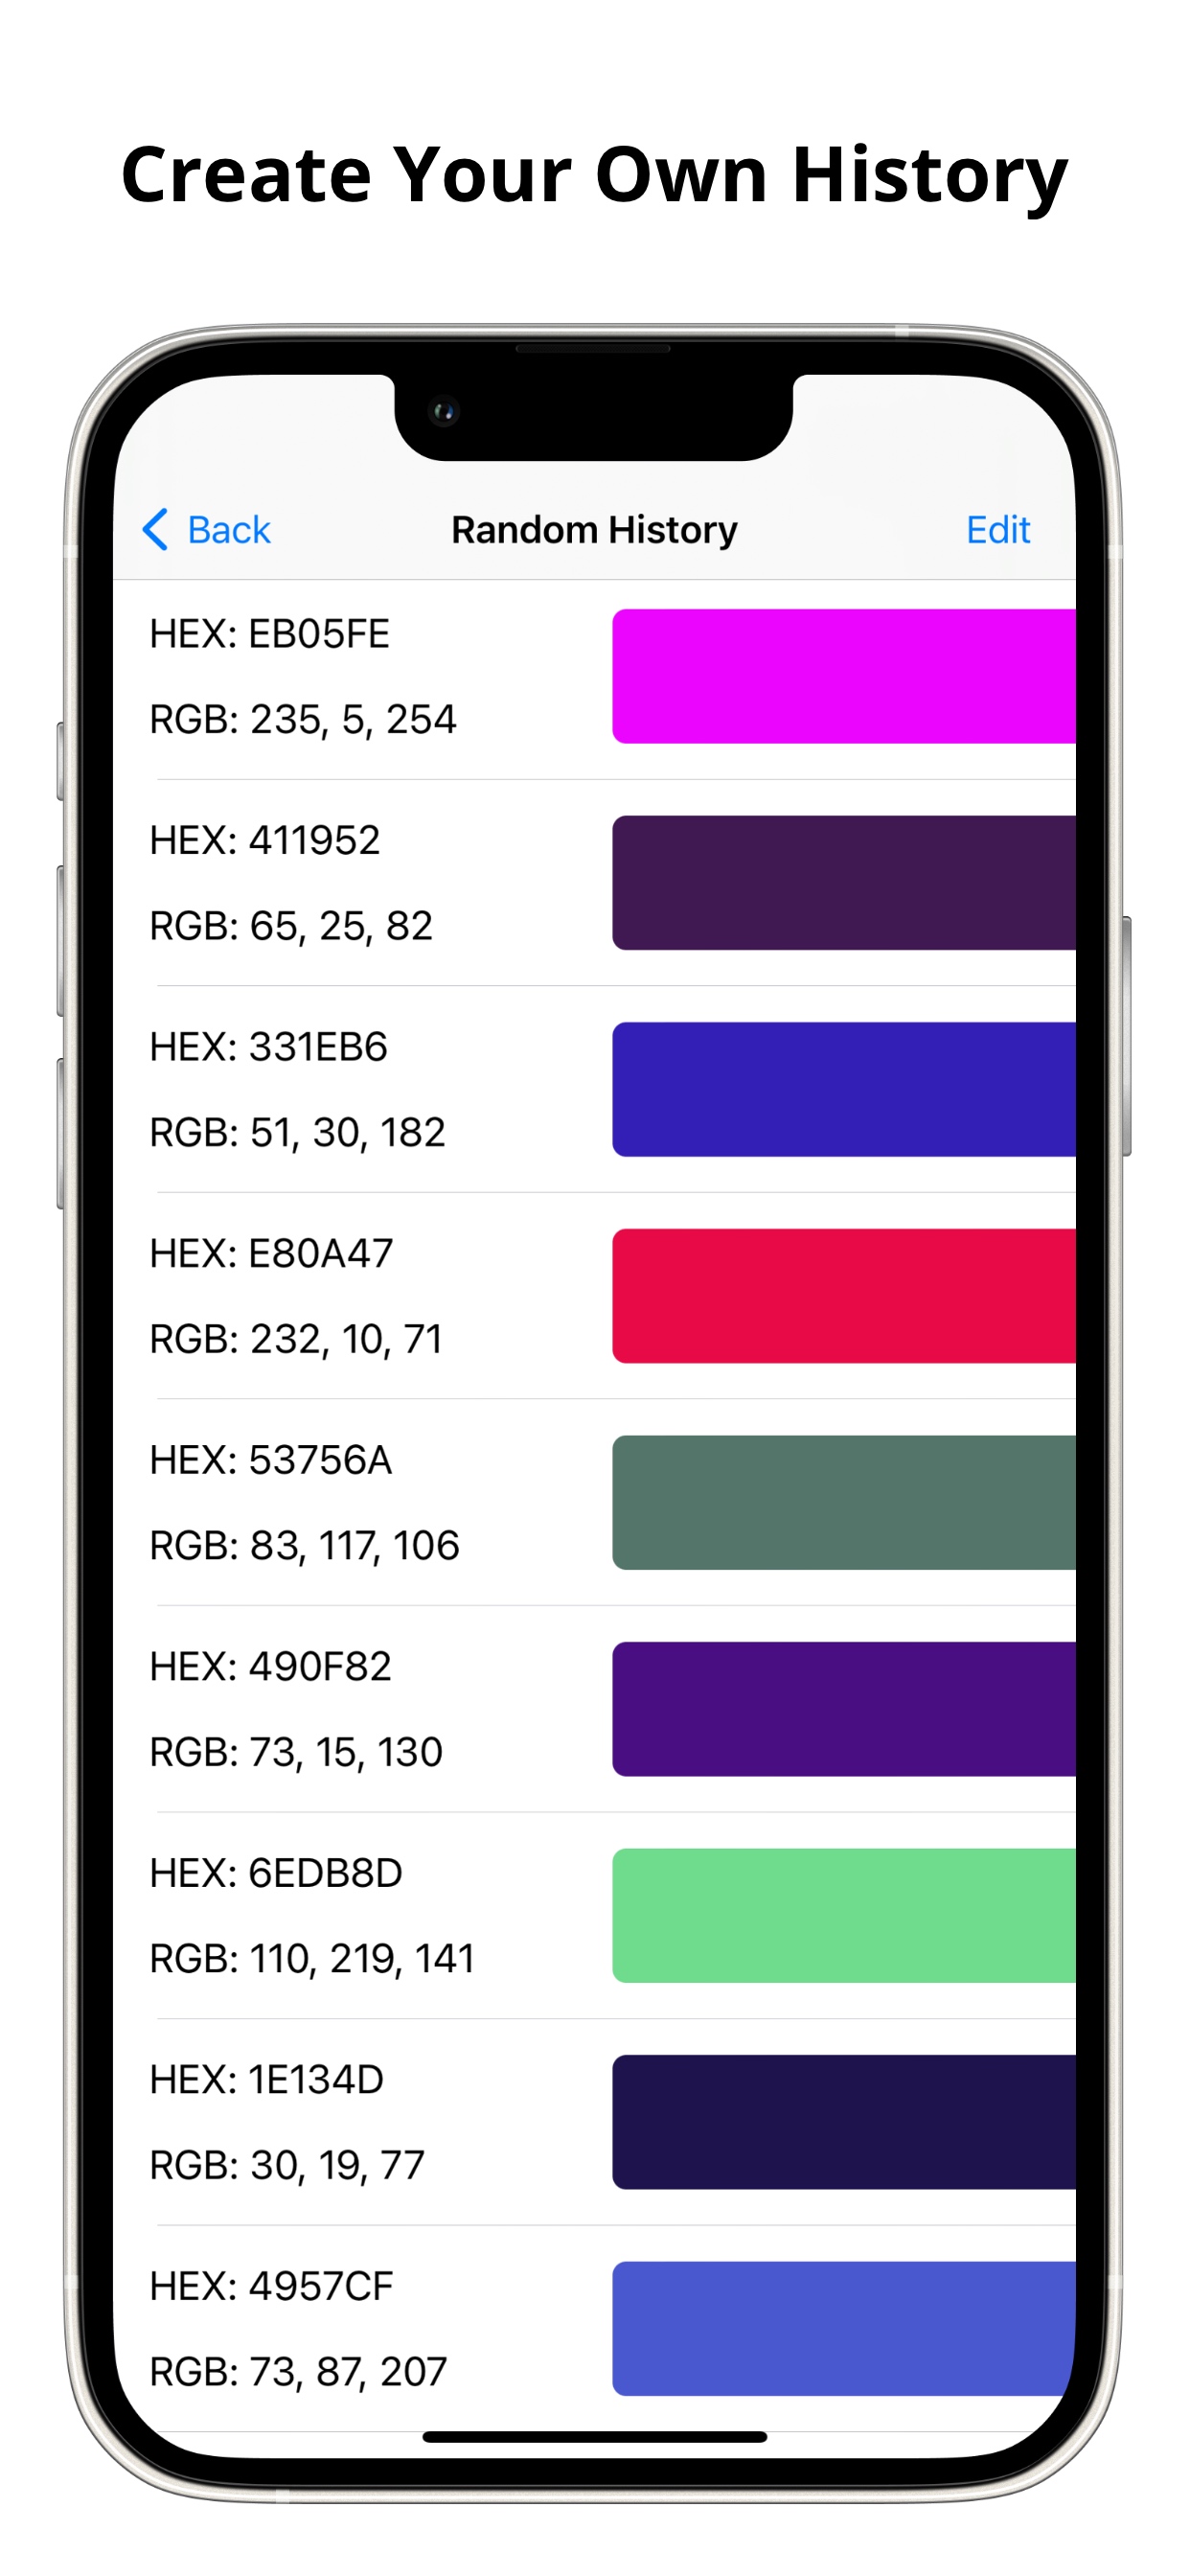 Create Your Own History
Back
Random History
Edit
HEX: EB05FE
RGB: 235, 5, 254
HEX: 411952
RGB: 65, 25, 82
HEX: 331EB6
RGB: 51, 30, 182
HEX: E80A47
RGB: 232, 10, 71
HEX: 53756A
RGB: 83, 117, 106
HEX: 490F82
RGB: 73, 15, 130
HEX: 6EDB8D
RGB: 110, 219, 141
HEX: 1E134D
RGB: 30, 19, 77
HEX: 4957CF
RGB: 73, 87, 207